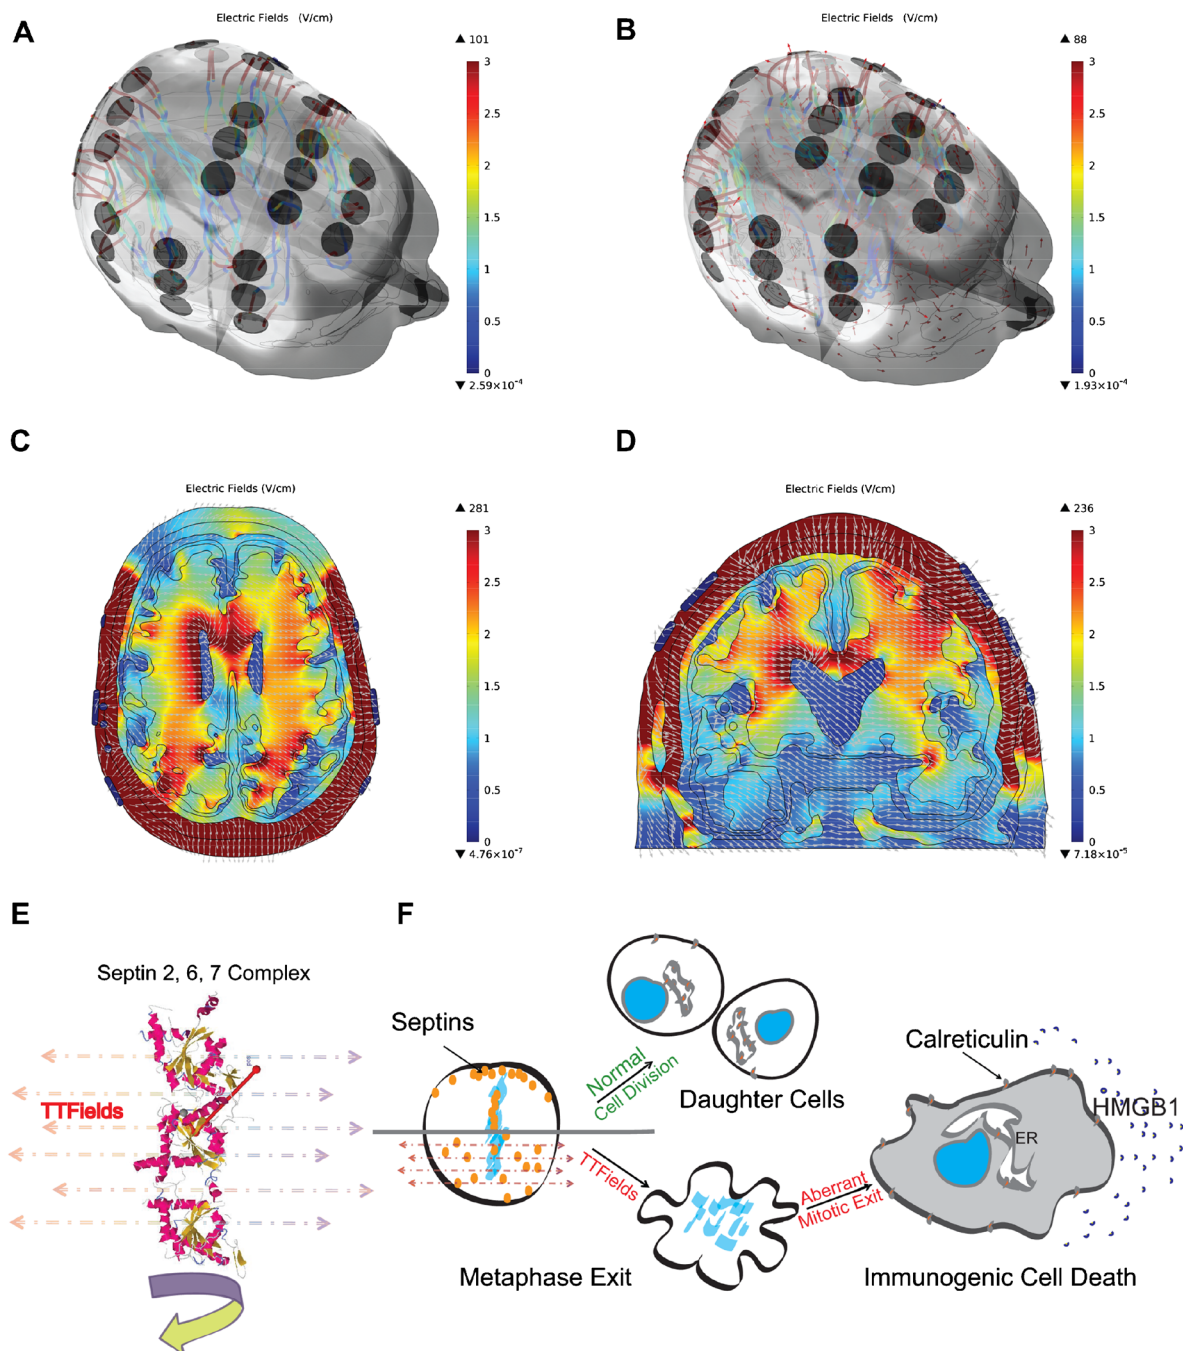 A
Electric Fields (V/cm)
▲ 101
3
2.5
2
1.5
1
0.5
0
▼ 2.59×10⁻⁴
B
Electric Fields (V/cm)
▲ 88
3
2.5
2
1.5
1
0.5
0
▼ 1.93×10⁻⁴
C
Electric Fields (V/cm)
▲ 281
3
2.5
2
1.5
1
0.5
0
▼ 4.76×10⁻⁷
D
Electric Fields (V/cm)
▲ 236
3
2.5
2
1.5
1
0.5
0
▼ 7.18×10⁻⁵
E
Septin 2, 6, 7 Complex
TTFields
F
Septins
Normal
Cell Division
Daughter Cells
TTFields
Metaphase Exit
Aberrant
Mitotic Exit
Calreticulin
HMGB1
ER
Immunogenic Cell Death